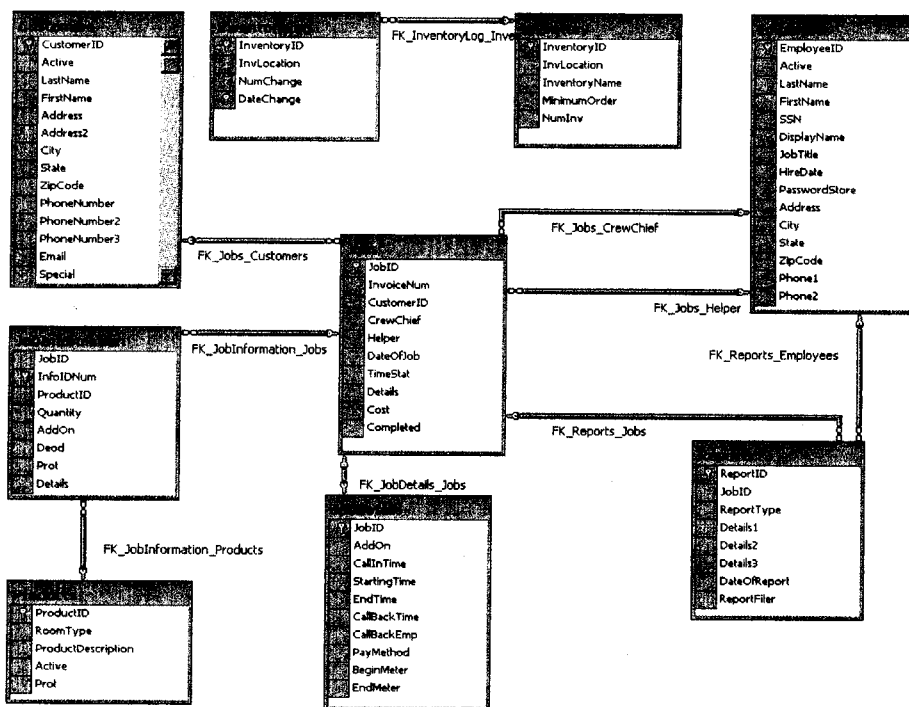 CustomerID
Active
LastName
FirstName
Address
Address2
City
State
ZipCode
PhoneNumber
PhoneNumber2
PhoneNumber3
Email
Special
InventoryID
InvLocation
NumChange
DateChange
FK_InventoryLog_Inve
InventoryID
InvLocation
InventoryName
MinimumOrder
NumInv
EmployeeID
Active
LastName
FirstName
SSN
DisplayName
JobTitle
HireDate
PasswordStore
Address
City
State
ZipCode
Phone1
Phone2
FK_Jobs_CrewChief
FK_Jobs_Customers
FK_Jobs_Helper
JobID
InvoiceNum
CustomerID
CrewChief
Helper
DateOfJob
TimeStat
Details
Cost
Completed
FK_JobInformation_Jobs
FK_Reports_Employees
JobID
InfoIDNum
ProductID
Quantity
AddOn
Deod
Prot
Details
FK_Reports_Jobs
ReportID
JobID
ReportType
Details1
Details2
Details3
DateOfReport
ReportFiler
FK_JobDetails_Jobs
JobID
AddOn
CallInTime
StartingTime
EndTime
CallBackTime
CallBackEmp
PayMethod
BeginMeter
EndMeter
FK_JobInformation_Products
ProductID
RoomType
ProductDescription
Active
Prot